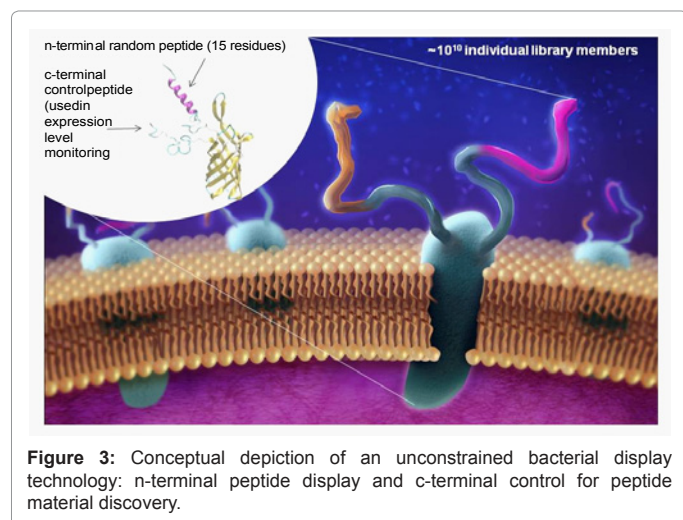 n-terminal random peptide (15 residues)
~10¹⁰ individual library members
c-terminal
controlpeptide
(usedin
expression
level
monitoring
Figure 3: Conceptual depiction of an unconstrained bacterial display
technology: n-terminal peptide display and c-terminal control for peptide
material discovery.